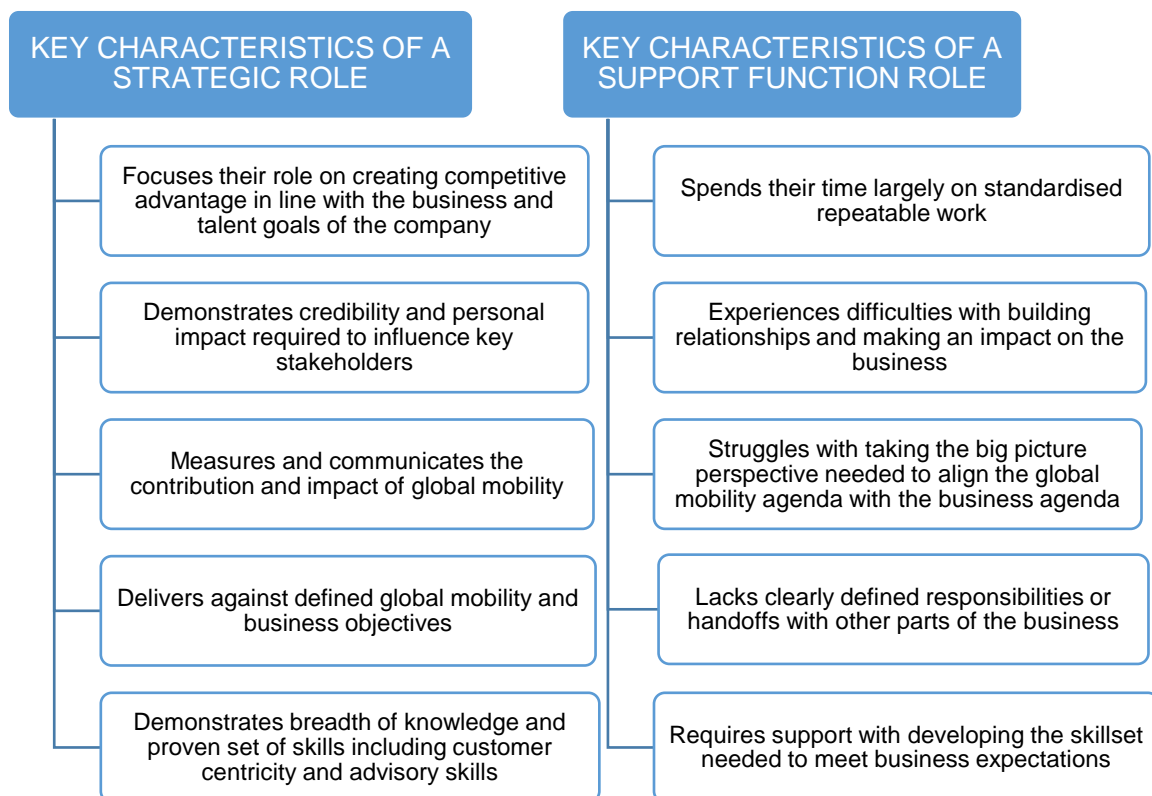 KEY CHARACTERISTICS OF A
STRATEGIC ROLE
Focuses their role on creating competitive
advantage in line with the business and
talent goals of the company
Demonstrates credibility and personal
impact required to influence key
stakeholders
Measures and communicates the
contribution and impact of global mobility
Delivers against defined global mobility and
business objectives
Demonstrates breadth of knowledge and
proven set of skills including customer
centricity and advisory skills
KEY CHARACTERISTICS OF A
SUPPORT FUNCTION ROLE
Spends their time largely on standardised
repeatable work
Experiences difficulties with building
relationships and making an impact on the
business
Struggles with taking the big picture
perspective needed to align the global
mobility agenda with the business agenda
Lacks clearly defined responsibilities or
handoffs with other parts of the business
Requires support with developing the skillset
needed to meet business expectations